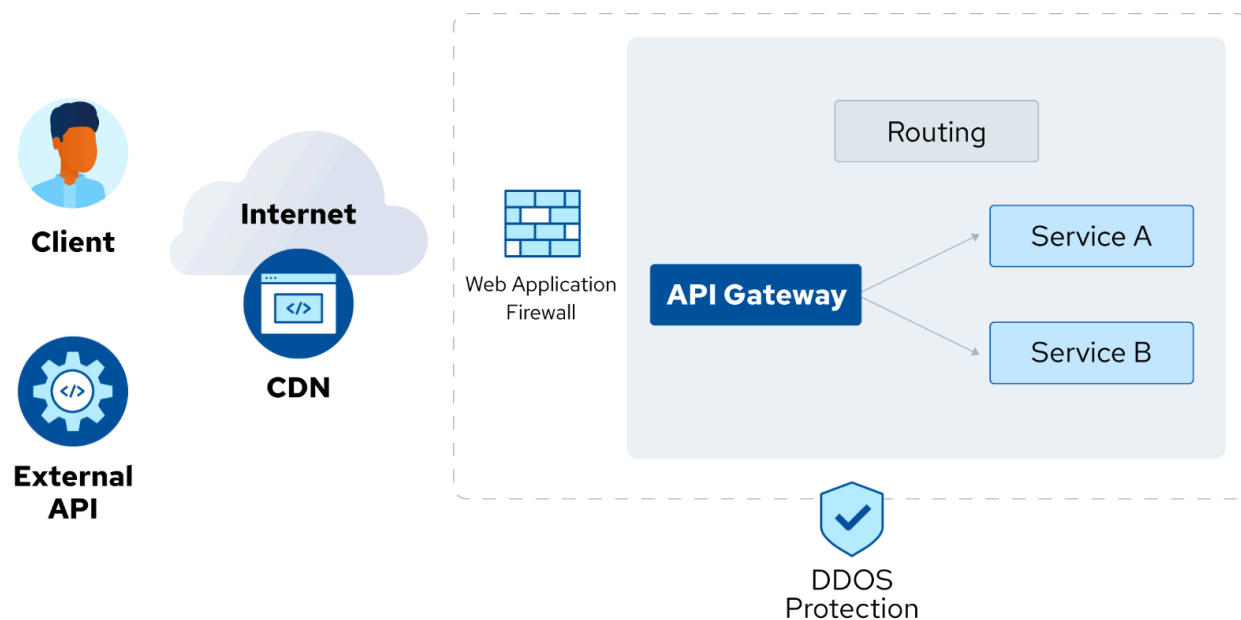 Client
External
API
Internet
</>
CDN
</>
Web Application
Firewall
Routing
API Gateway
Service A
Service B
DDOS
Protection